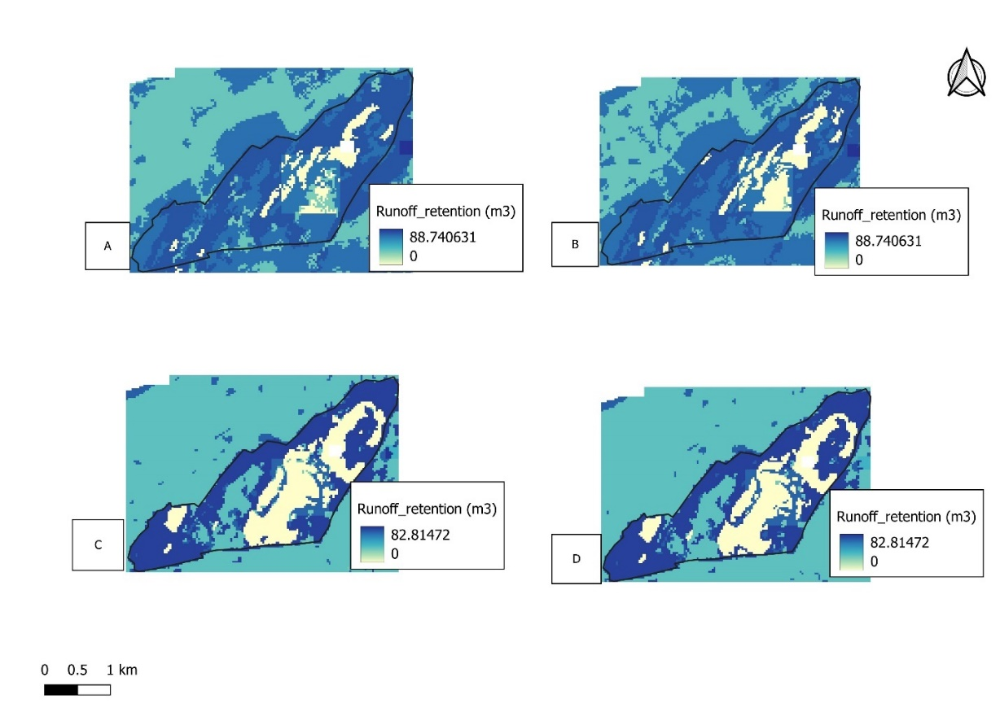 Runoff_retention (m3)
88.740631
0
A
Runoff_retention (m3)
88.740631
0
B
Runoff_retention (m3)
82.81472
0
C
Runoff_retention (m3)
82.81472
0
D
0 0.5 1 km